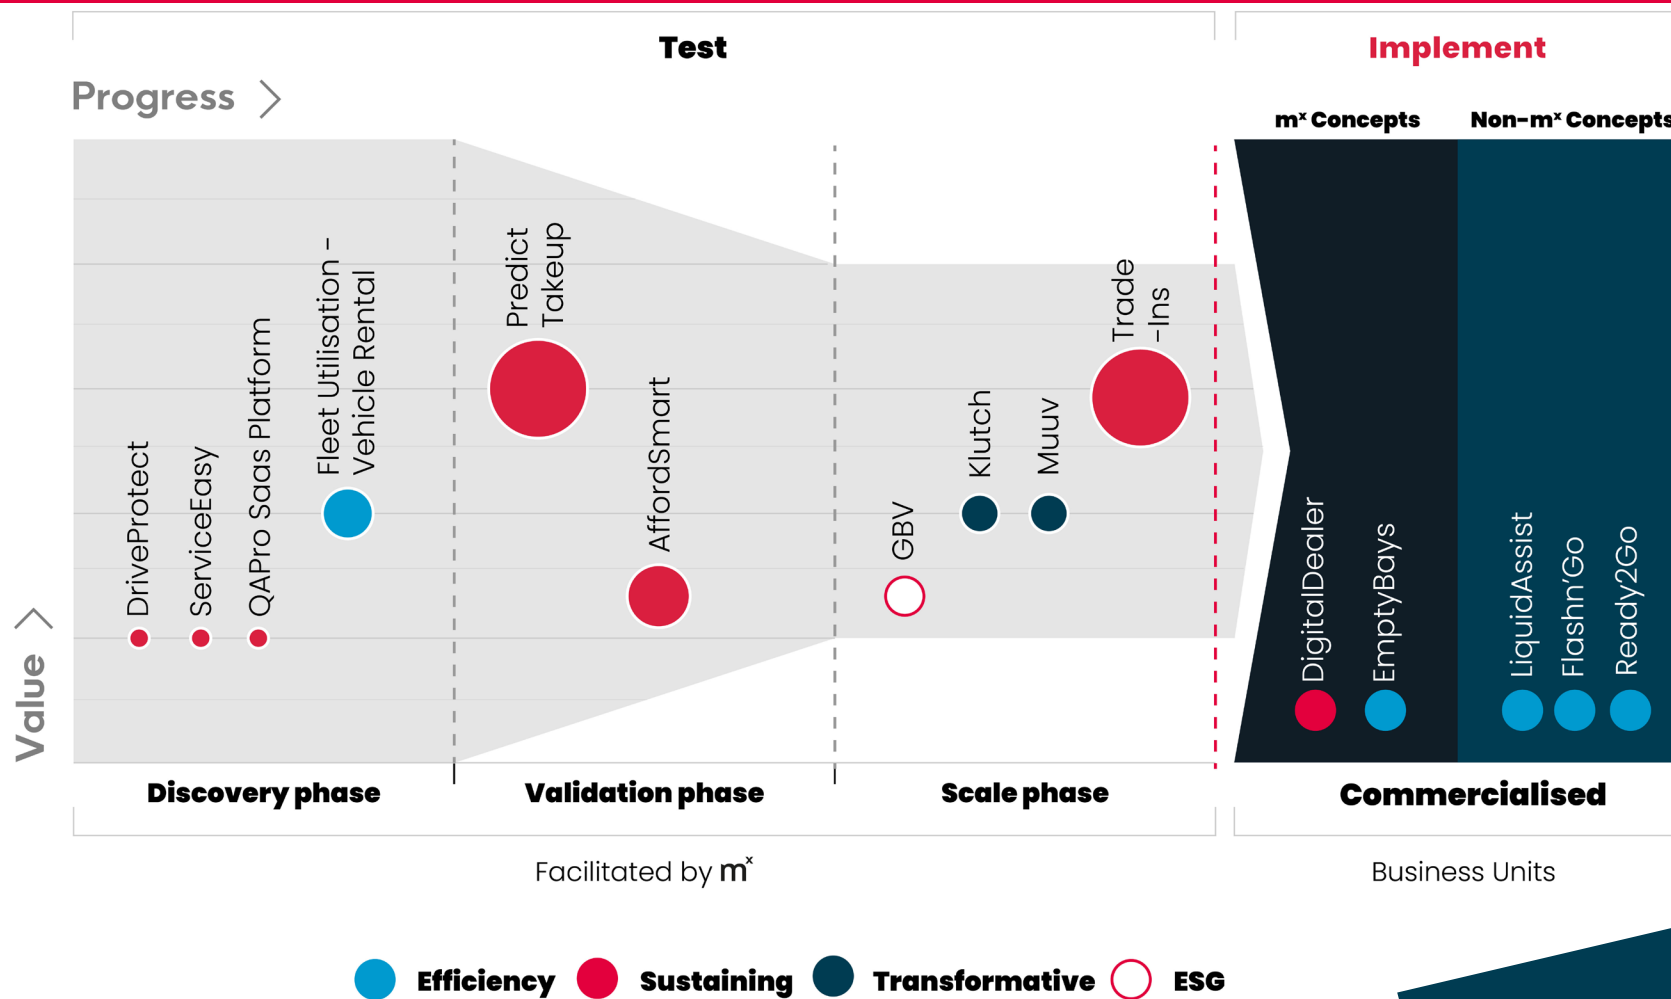 Test
Implement
Progress
mˣ Concepts
Non-mˣ Concepts
Value
DriveProtect
ServiceEasy
QAPro Saas Platform
Fleet Utilisation –
Vehicle Rental
Predict
Takeup
AffordSmart
GBV
Klutch
Muuv
Trade
-Ins
DigitalDealer
EmptyBays
LiquidAssist
Flashn’Go
Ready2Go
Discovery phase
Validation phase
Scale phase
Commercialised
Facilitated by mˣ
Business Units
Efficiency
Sustaining
Transformative
ESG